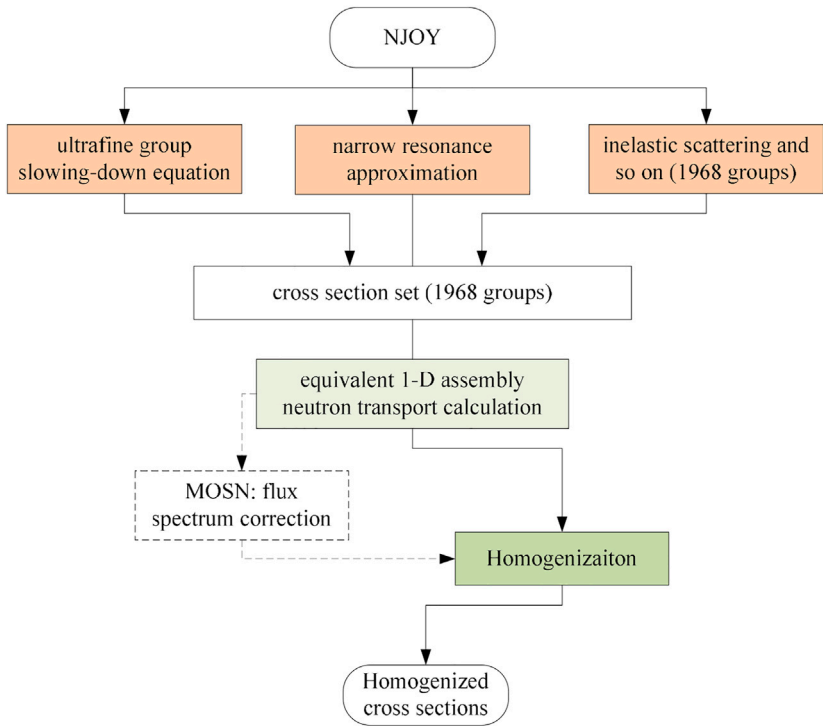 NJOY
ultrafine group
slowing-down equation
narrow resonance
approximation
inelastic scattering and
so on (1968 groups)
cross section set (1968 groups)
equivalent 1-D assembly
neutron transport calculation
MOSN: flux
spectrum correction
Homogenizaiton
Homogenized
cross sections